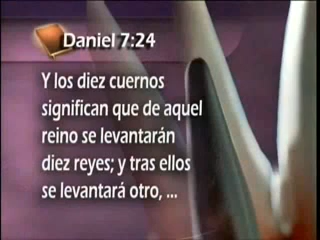 Daniel 7:24
Y los diez cuernos
significan que de aquel
reino se levantarán
diez reyes; y tras ellos
se levantará otro, ...